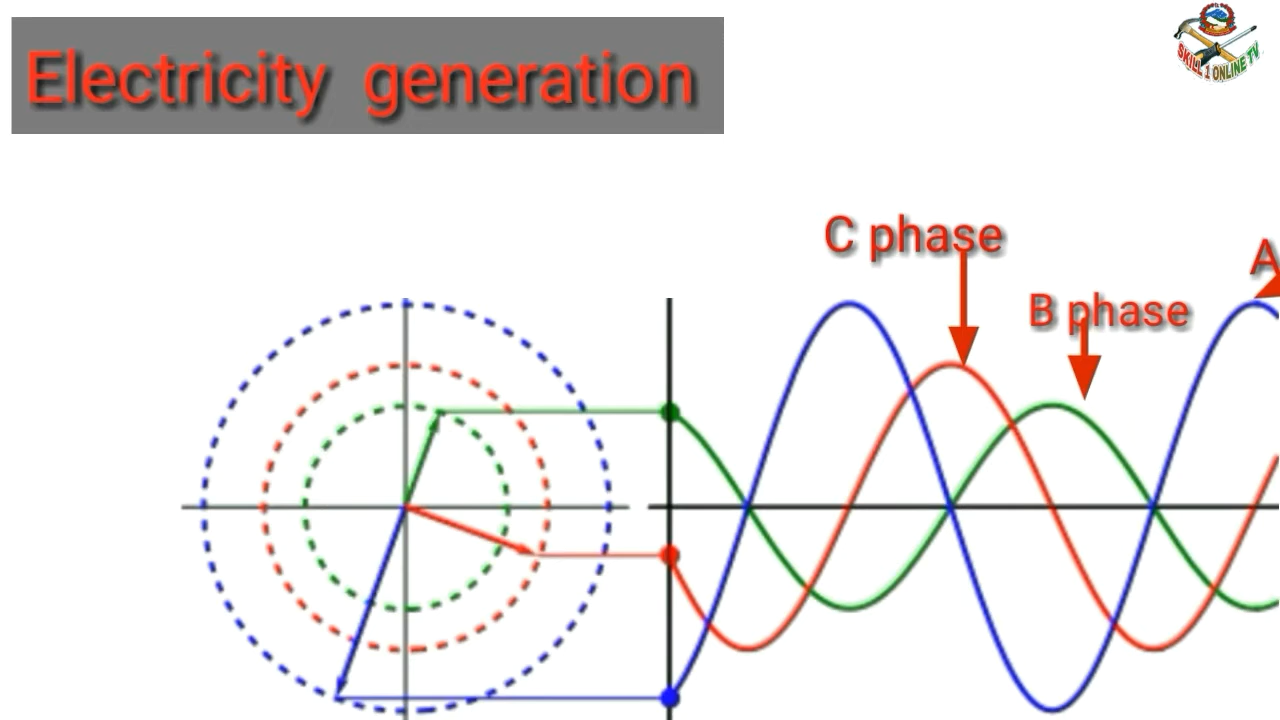 Electricity generation
SKILL 1 ONLINE TV
C phase
A
B phase